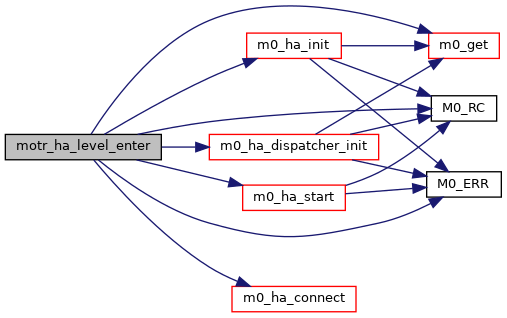 motr_ha_level_enter
m0_ha_init
m0_get
M0_RC
m0_ha_dispatcher_init
M0_ERR
m0_ha_start
m0_ha_connect